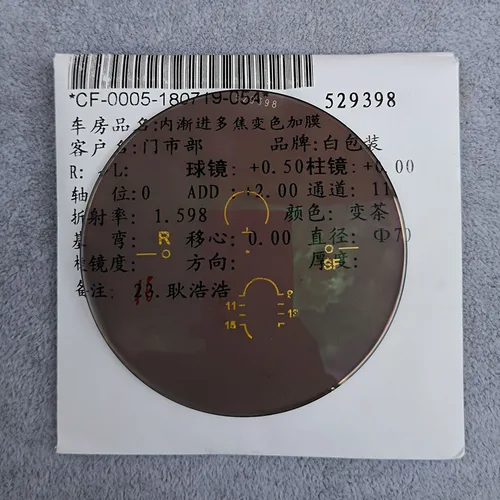 *CF-0005-180719-054*
529398
车房品名:内渐进多焦变色加膜
客户名:门市部 品牌:白包装
R: L: 球镜: +0.50柱镜:+0.00
轴 位:0 ADD :+2.00 通道: 11
折射率: 1.598 颜色: 变茶
基 弯: R 移心:0.00 直径: Φ70
镜度: 方向: 厚度:
SF
备注: 耿浩浩
11
13
15